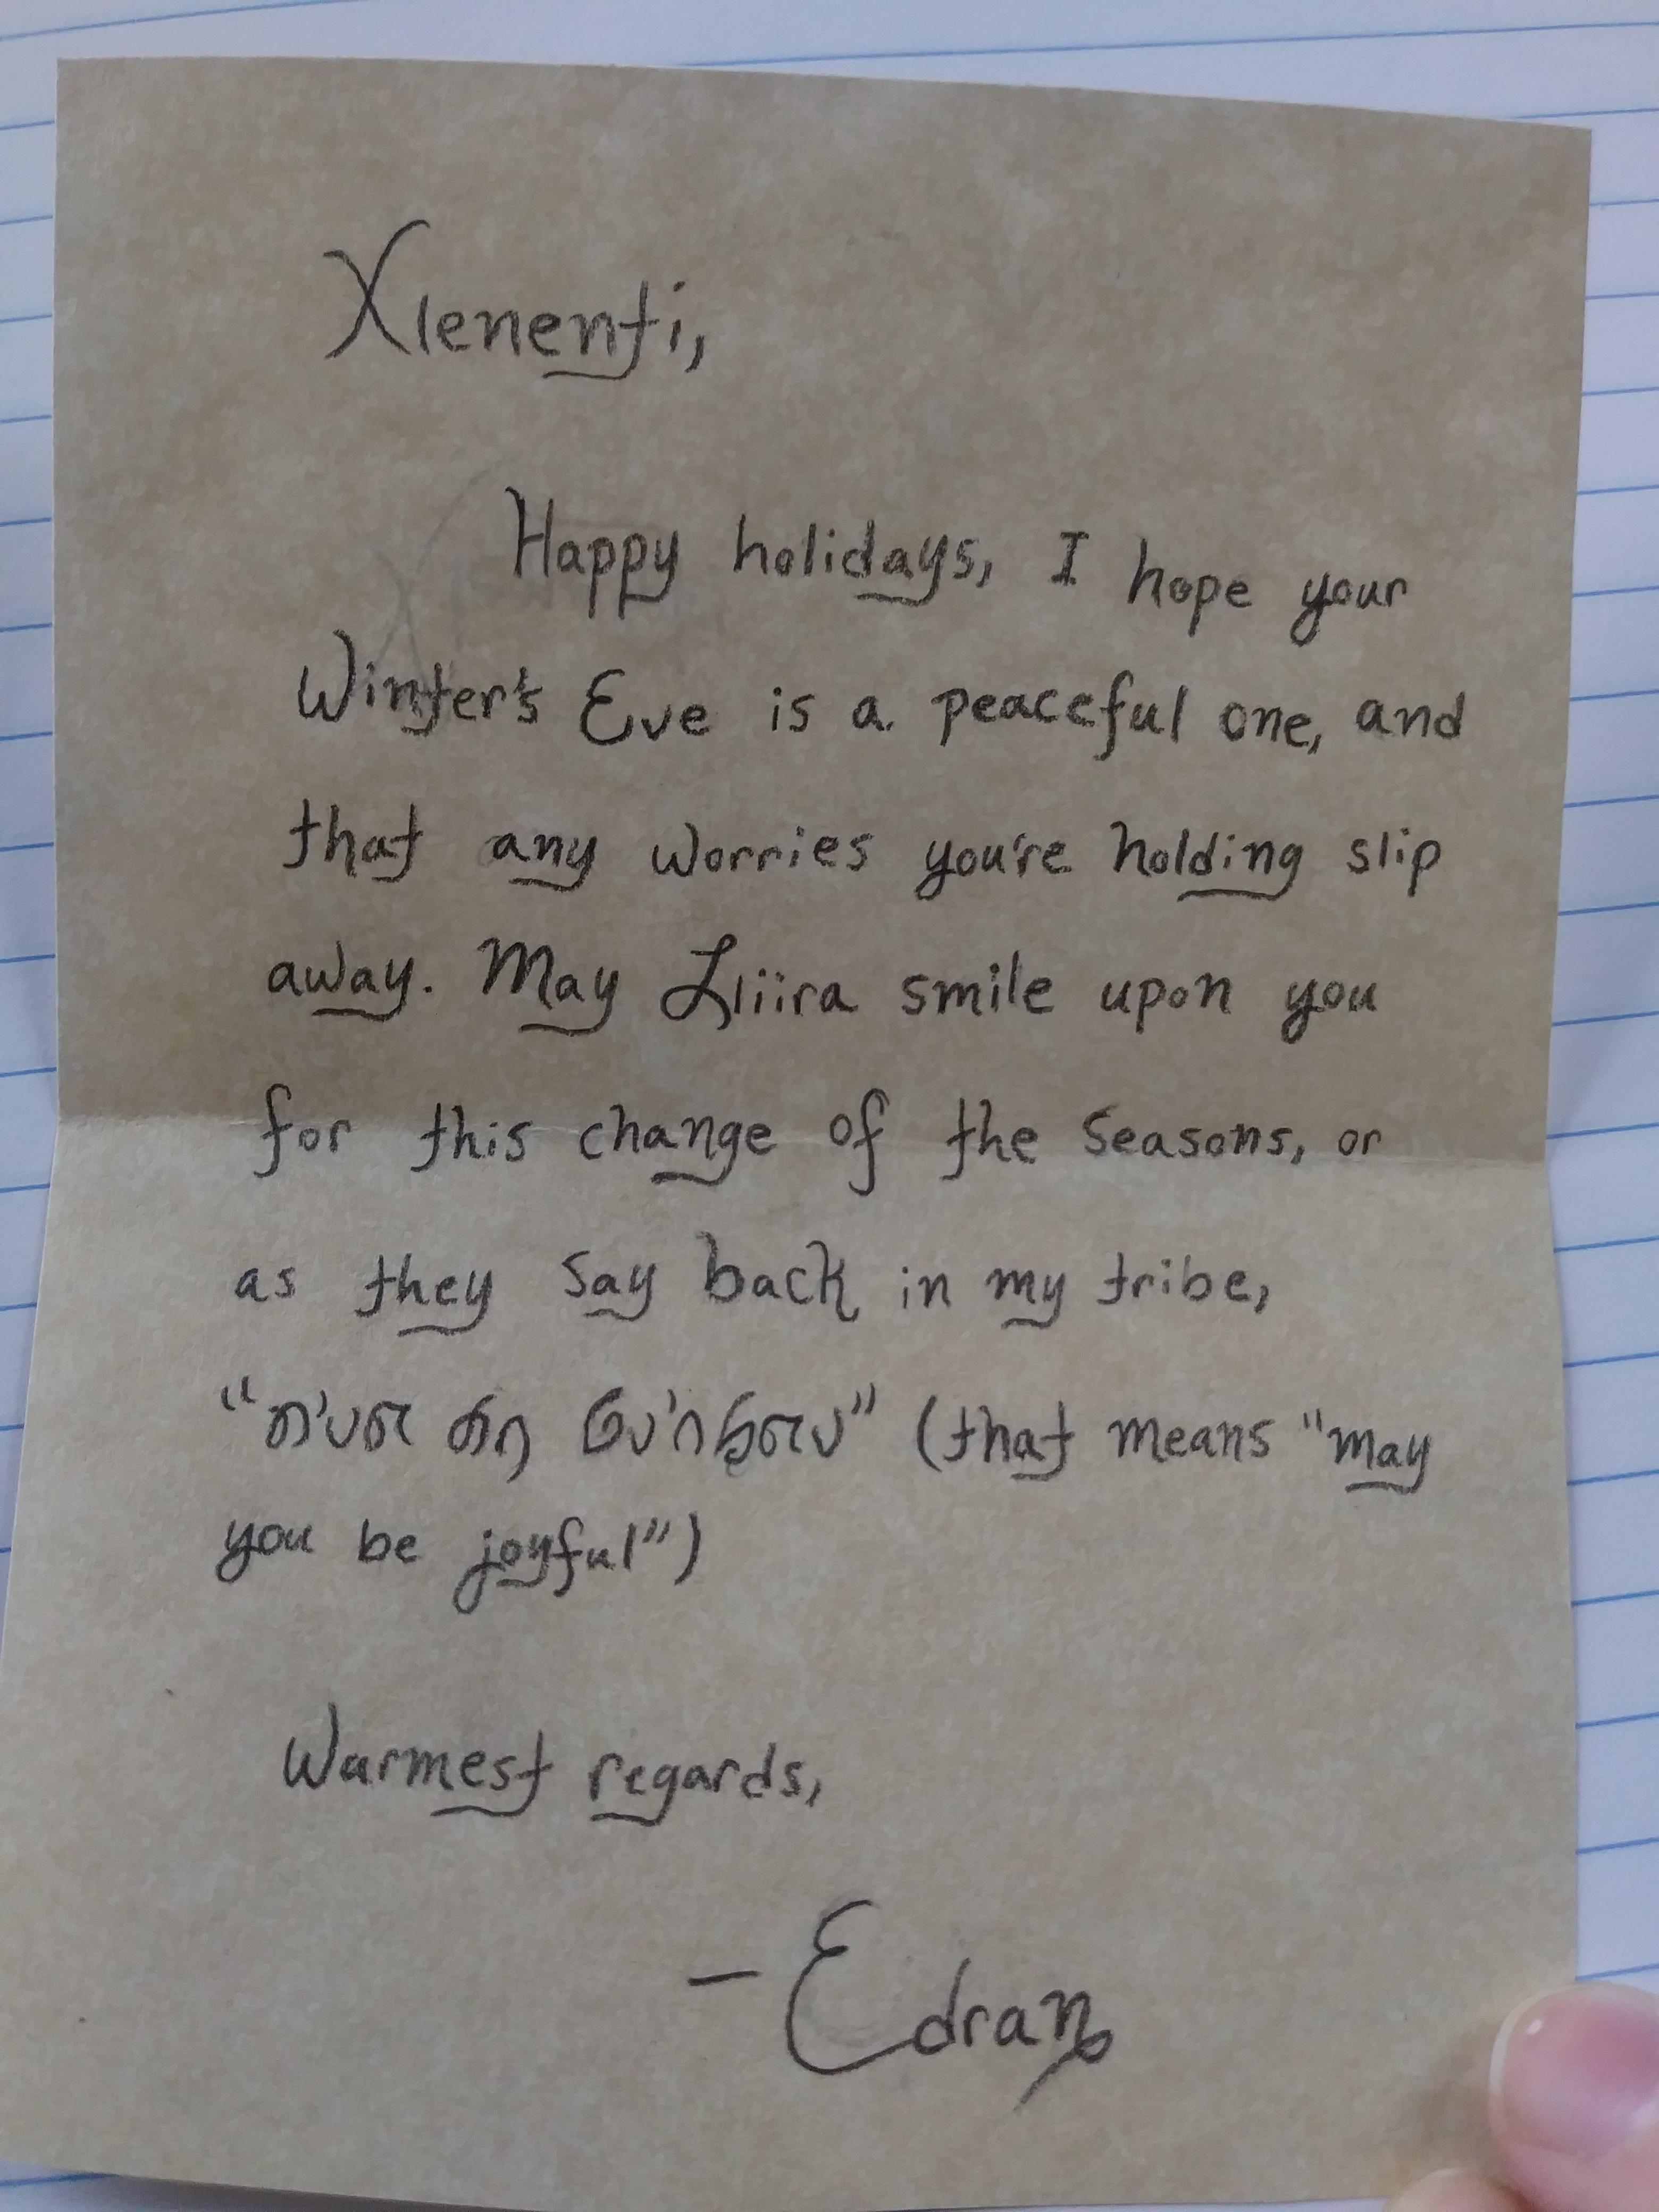 Xlenenti,
Happy holidays, I hope your
Winter's Eve is a peaceful one, and
that any worries you're holding slip
away. May Lliira smile upon you
for this change of the seasons, or
as they say back in my tribe,
(that means "may
you be joyful")
Warmest regards,
- Edran